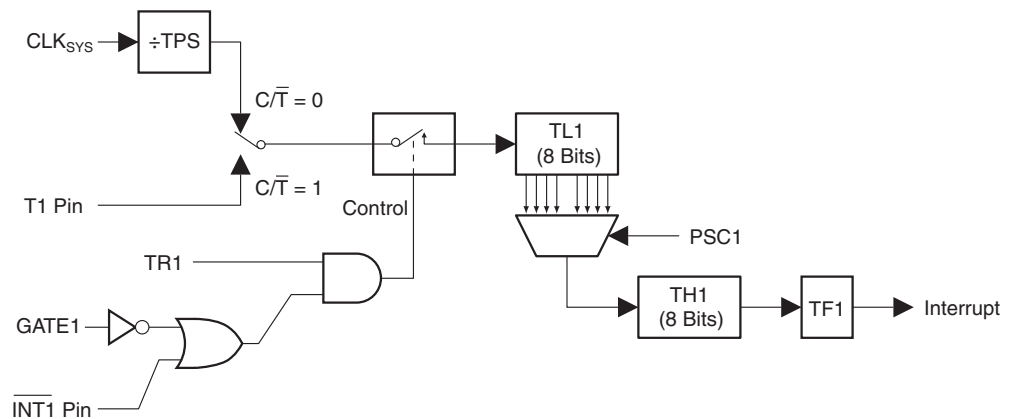 CLKSYS
÷TPS
C/T̅ = 0
TL1
(8 Bits)
C/T̅ = 1
T1 Pin
Control
PSC1
TR1
TH1
(8 Bits)
TF1
Interrupt
GATE1
I̅N̅T̅1̅ Pin